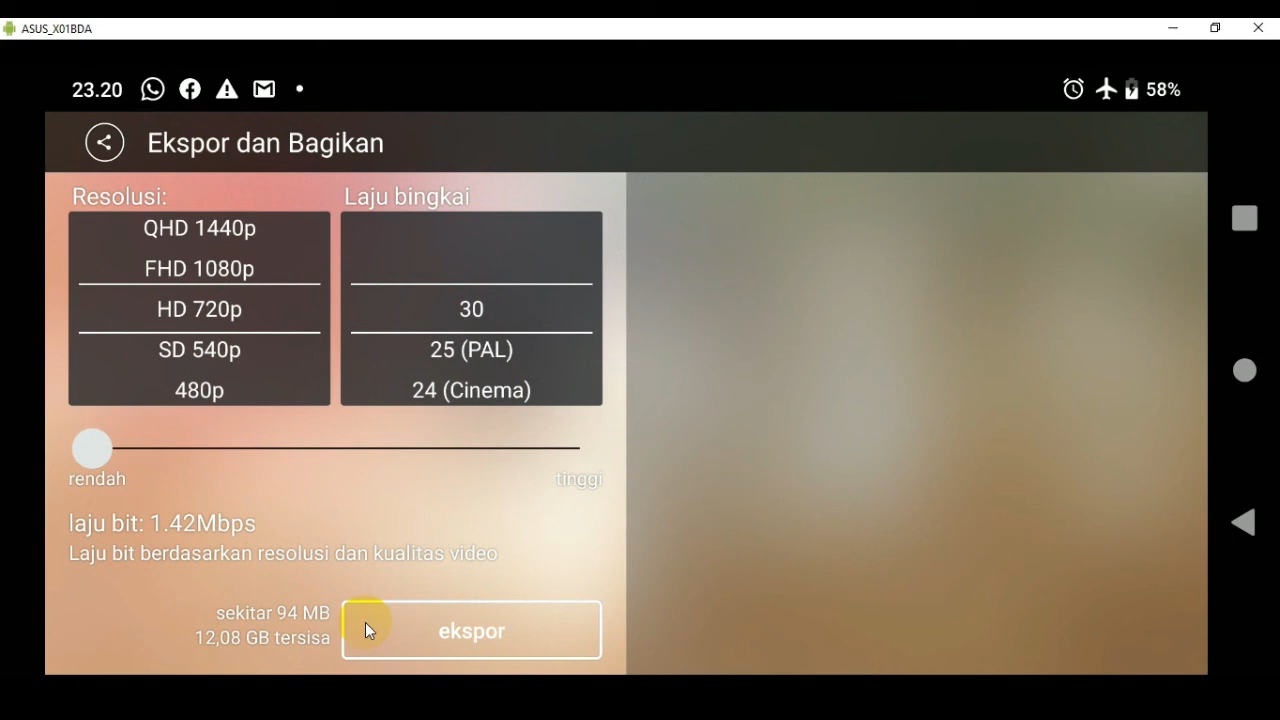 ASUS_X01BDA
23.20
58%
Ekspor dan Bagikan
Resolusi:
QHD 1440p
FHD 1080p
HD 720p
SD 540p
480p
Laju bingkai
30
25 (PAL)
24 (Cinema)
rendah
tinggi
laju bit: 1.42Mbps
Laju bit berdasarkan resolusi dan kualitas video
sekitar 94 MB
12,08 GB tersisa
ekspor